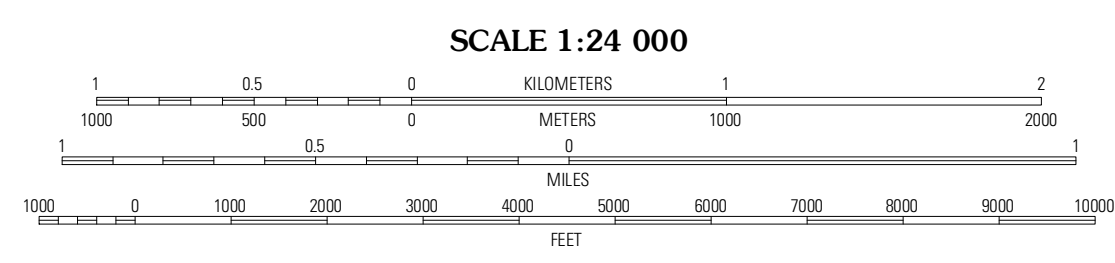 SCALE 1:24 000
1 0.5 0 KILOMETERS 1 2
1000 500 0 METERS 1000 2000
1 0.5 0 1
MILES
1000 0 1000 2000 3000 4000 5000 6000 7000 8000 9000 10000
FEET